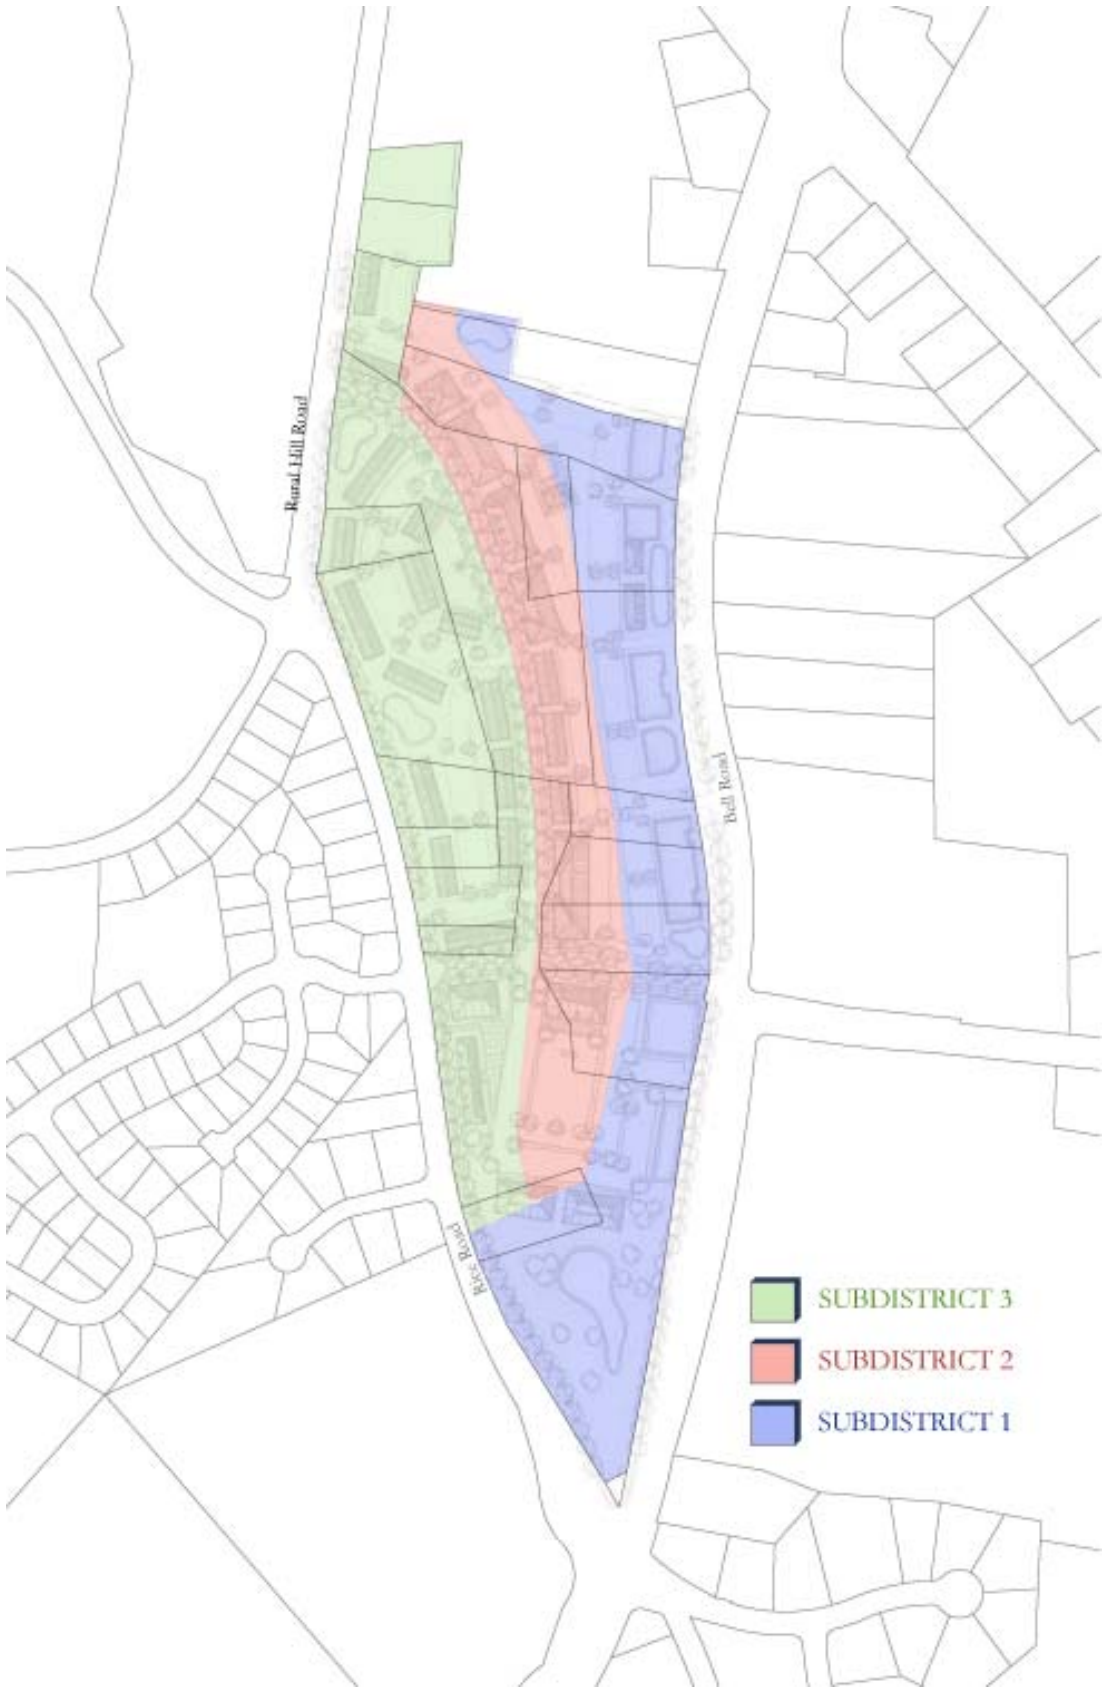 Rural Hill Road
Bell Road
Rice Road
SUBDISTRICT 3
SUBDISTRICT 2
SUBDISTRICT 1